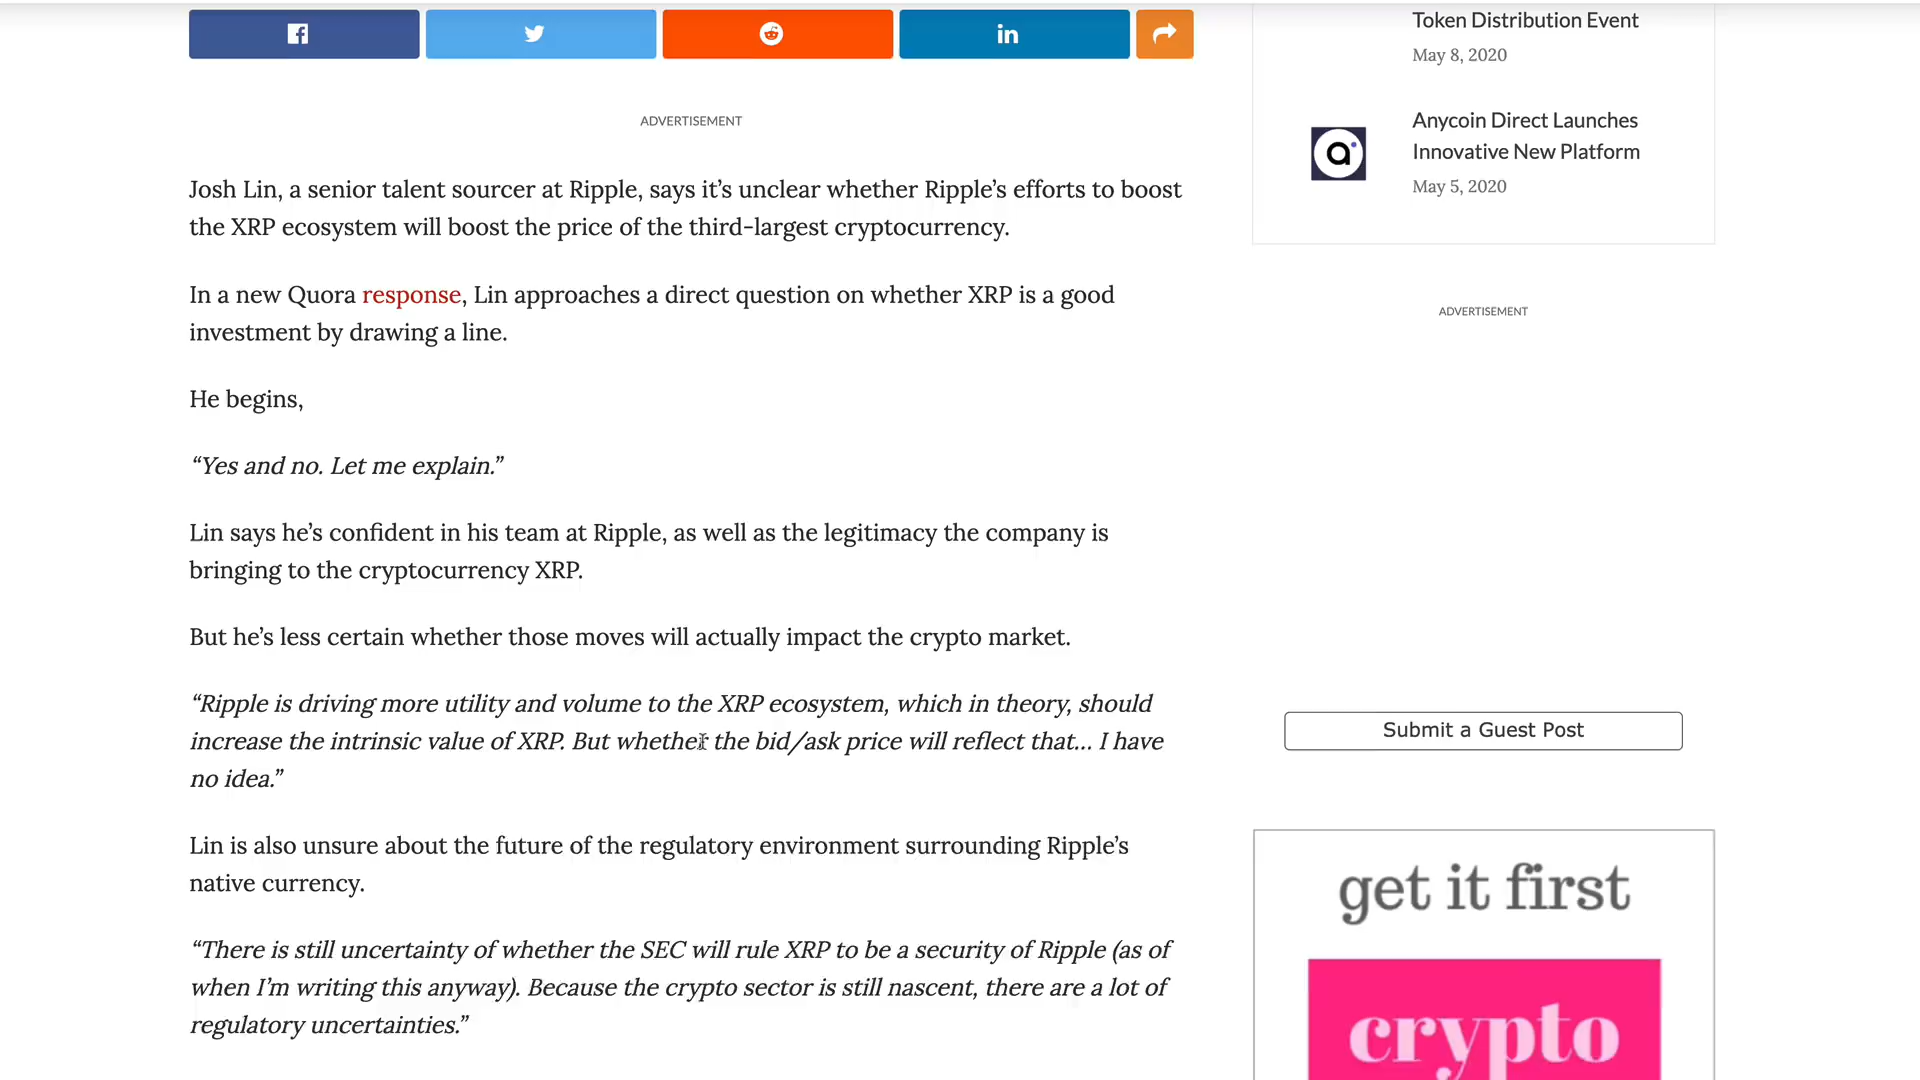 ADVERTISEMENT
Josh Lin, a senior talent sourcer at Ripple, says it’s unclear whether Ripple’s efforts to boost
the XRP ecosystem will boost the price of the third-largest cryptocurrency.
In a new Quora response, Lin approaches a direct question on whether XRP is a good
investment by drawing a line.
He begins,
“Yes and no. Let me explain.”
Lin says he’s confident in his team at Ripple, as well as the legitimacy the company is
bringing to the cryptocurrency XRP.
But he’s less certain whether those moves will actually impact the crypto market.
“Ripple is driving more utility and volume to the XRP ecosystem, which in theory, should
increase the intrinsic value of XRP. But whether the bid/ask price will reflect that… I have
no idea.”
Lin is also unsure about the future of the regulatory environment surrounding Ripple’s
native currency.
“There is still uncertainty of whether the SEC will rule XRP to be a security of Ripple (as of
when I’m writing this anyway). Because the crypto sector is still nascent, there are a lot of
regulatory uncertainties.”
Token Distribution Event
May 8, 2020
Anycoin Direct Launches
Innovative New Platform
May 5, 2020
ADVERTISEMENT
Submit a Guest Post
get it first
crypto